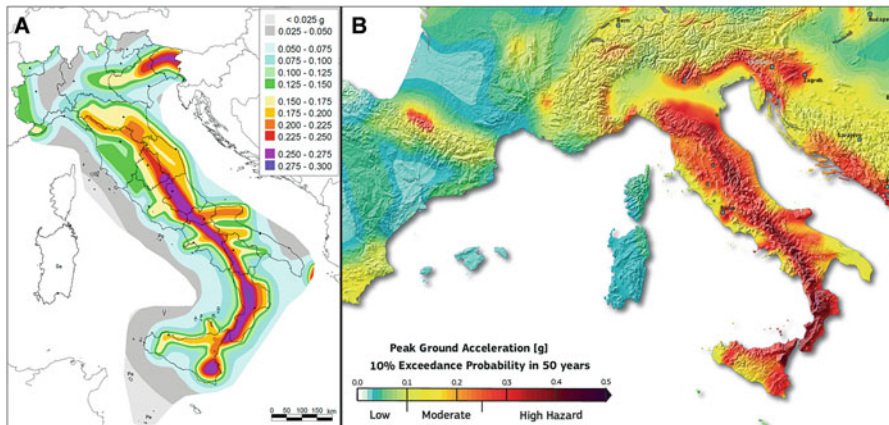 A
< 0.025 g
0.025 - 0.050
0.050 - 0.075
0.075 - 0.100
0.100 - 0.125
0.125 - 0.150
0.150 - 0.175
0.175 - 0.200
0.200 - 0.225
0.225 - 0.250
0.250 - 0.275
0.275 - 0.300
0 50 100 150
km
B
Bern
Zagreb
Sarajevo
Peak Ground Acceleration [g]
10% Exceedance Probability in 50 years
0.0 0.1 0.2 0.3 0.4 0.5
Low Moderate High Hazard